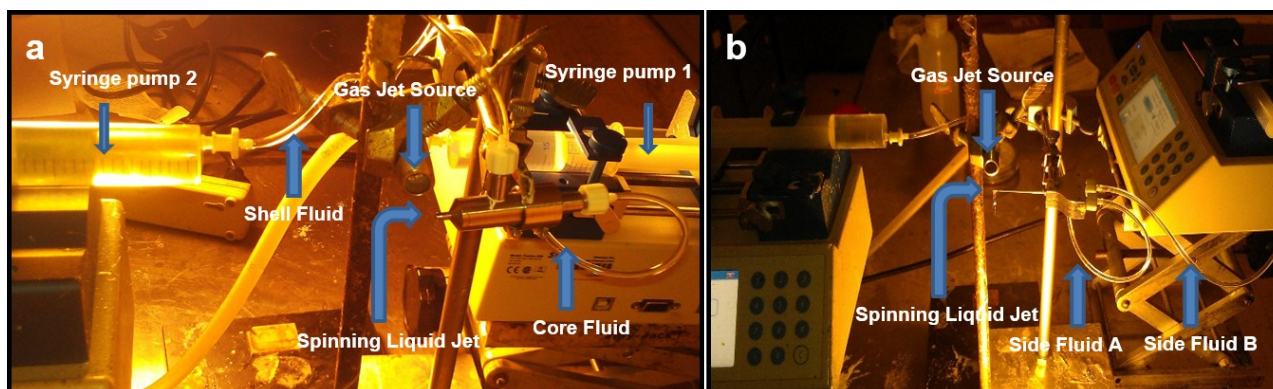 a
Syringe pump 2
Gas Jet Source
Syringe pump 1
Shell Fluid
Spinning Liquid Jet
Core Fluid
b
Gas Jet Source
Spinning Liquid Jet
Side Fluid A
Side Fluid B